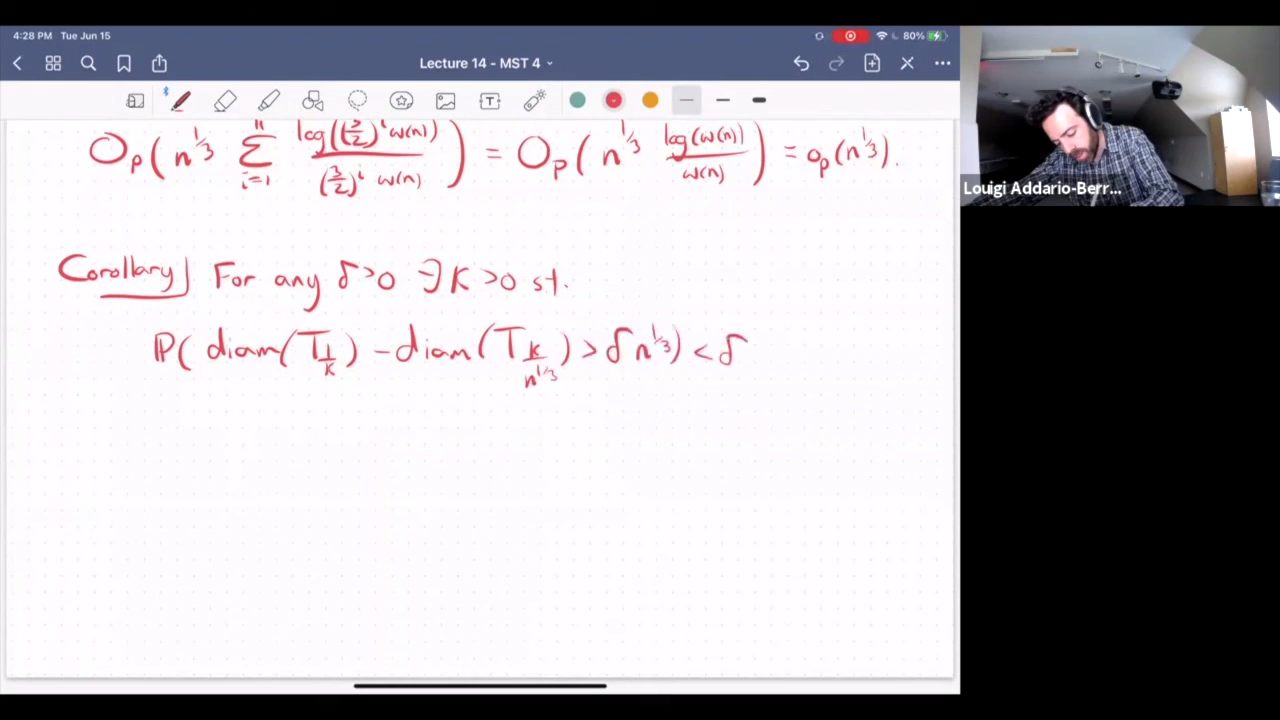 4:28 PM Tue Jun 15
80%
Lecture 14 - MST 4
O_p( n^{1/3} Σ_{i=1} log((3/2)^i ω(n)) / (3/2)^i ω(n) ) = O_p( n^{1/3} log(ω(n)) / ω(n) ) = o_p(n^{1/3}).
Corollary] For any δ>0 ∃ K>0 st.
P( diam(T_{1/K}) - diam(T_{K/n^{1/3}}) > δ n^{1/3}) < δ
Louigi Addario-Berr...